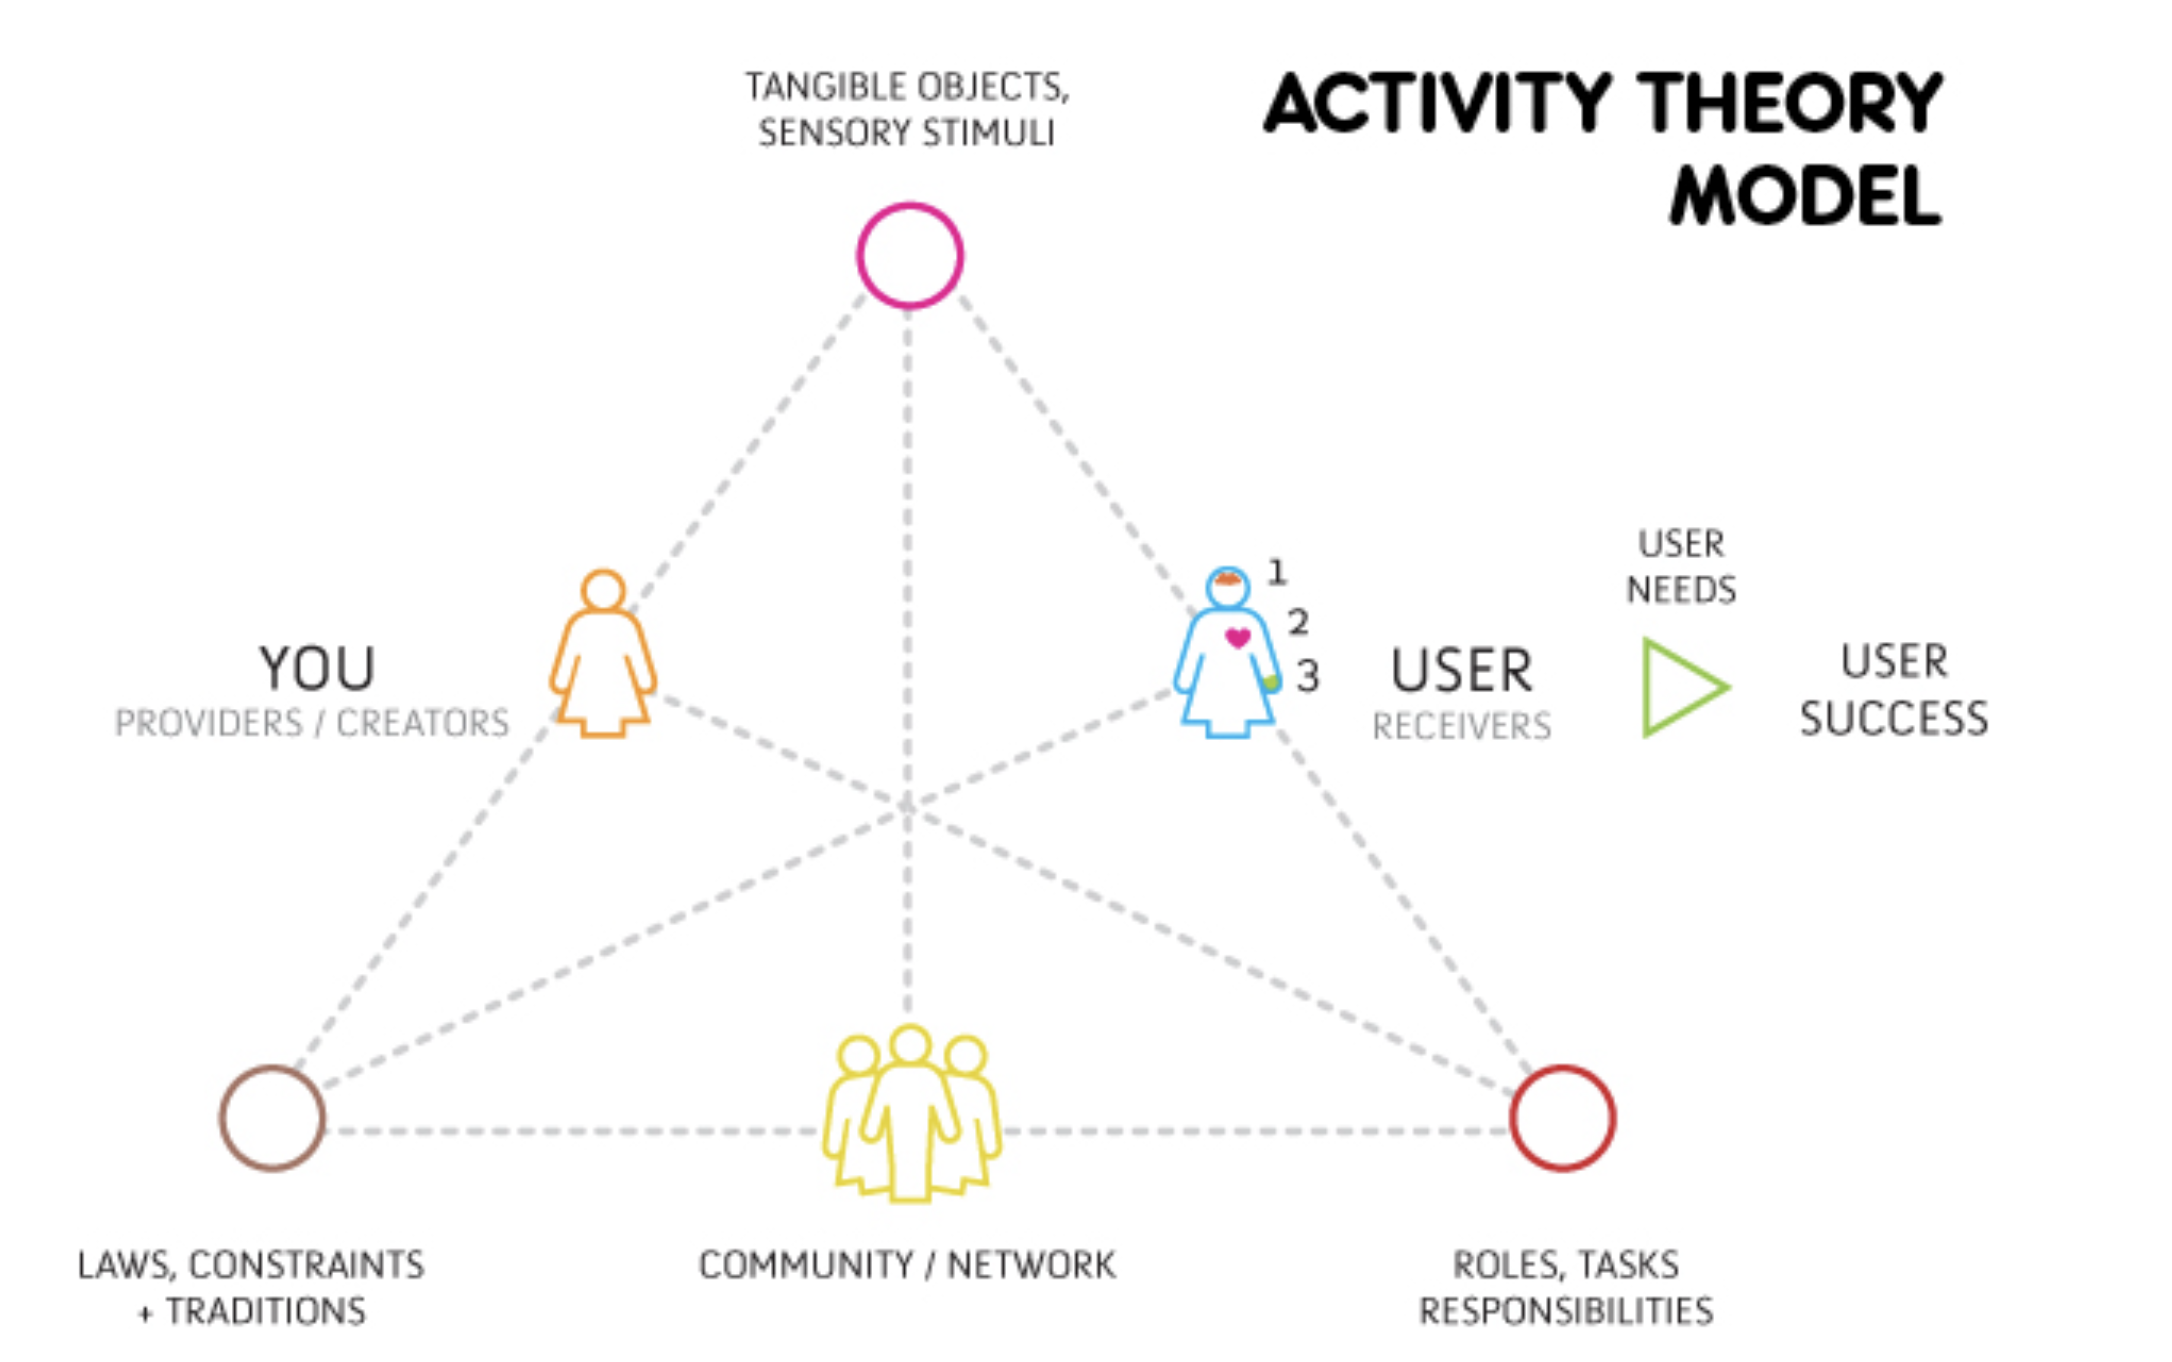 ACTIVITY THEORY
MODEL
TANGIBLE OBJECTS,
SENSORY STIMULI
YOU
PROVIDERS / CREATORS
1
2
3
USER
RECEIVERS
USER
NEEDS
USER
SUCCESS
LAWS, CONSTRAINTS
+ TRADITIONS
COMMUNITY / NETWORK
ROLES, TASKS
RESPONSIBILITIES